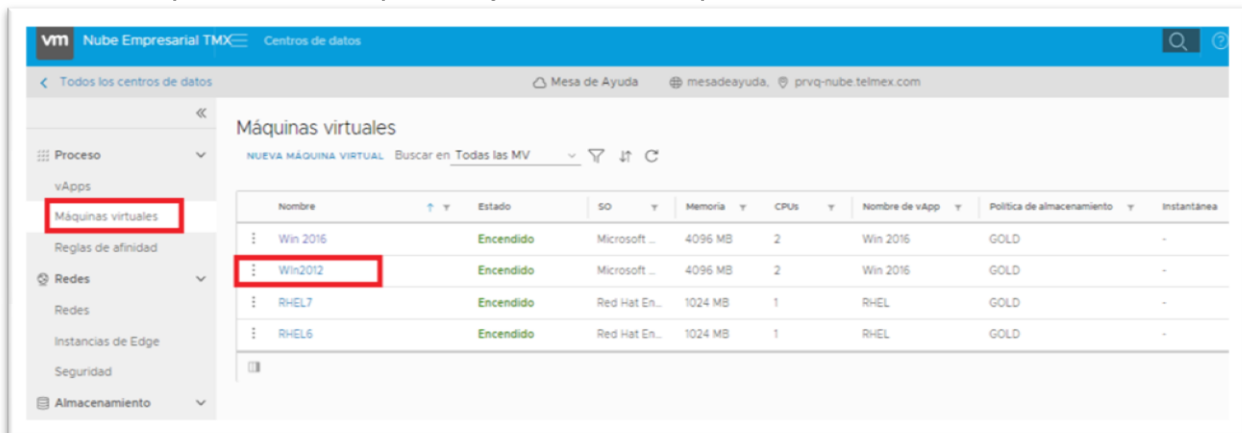 vm Nube Empresarial TMX Centros de datos
Todos los centros de datos Mesa de Ayuda mesadeayuda, prvq-nube.telmex.com
Máquinas virtuales
NUEVA MÁQUINA VIRTUAL Buscar en Todas las MV
Proceso
vApps
Máquinas virtuales
Reglas de afinidad
Redes
Redes
Instancias de Edge
Seguridad
Almacenamiento
Nombre Estado SO Memoria CPUs Nombre de vApp Política de almacenamiento Instantánea
Win 2016 Encendido Microsoft ... 4096 MB 2 Win 2016 GOLD -
Win2012 Encendido Microsoft ... 4096 MB 2 Win 2016 GOLD -
RHEL7 Encendido Red Hat En... 1024 MB 1 RHEL GOLD -
RHEL6 Encendido Red Hat En... 1024 MB 1 RHEL GOLD -